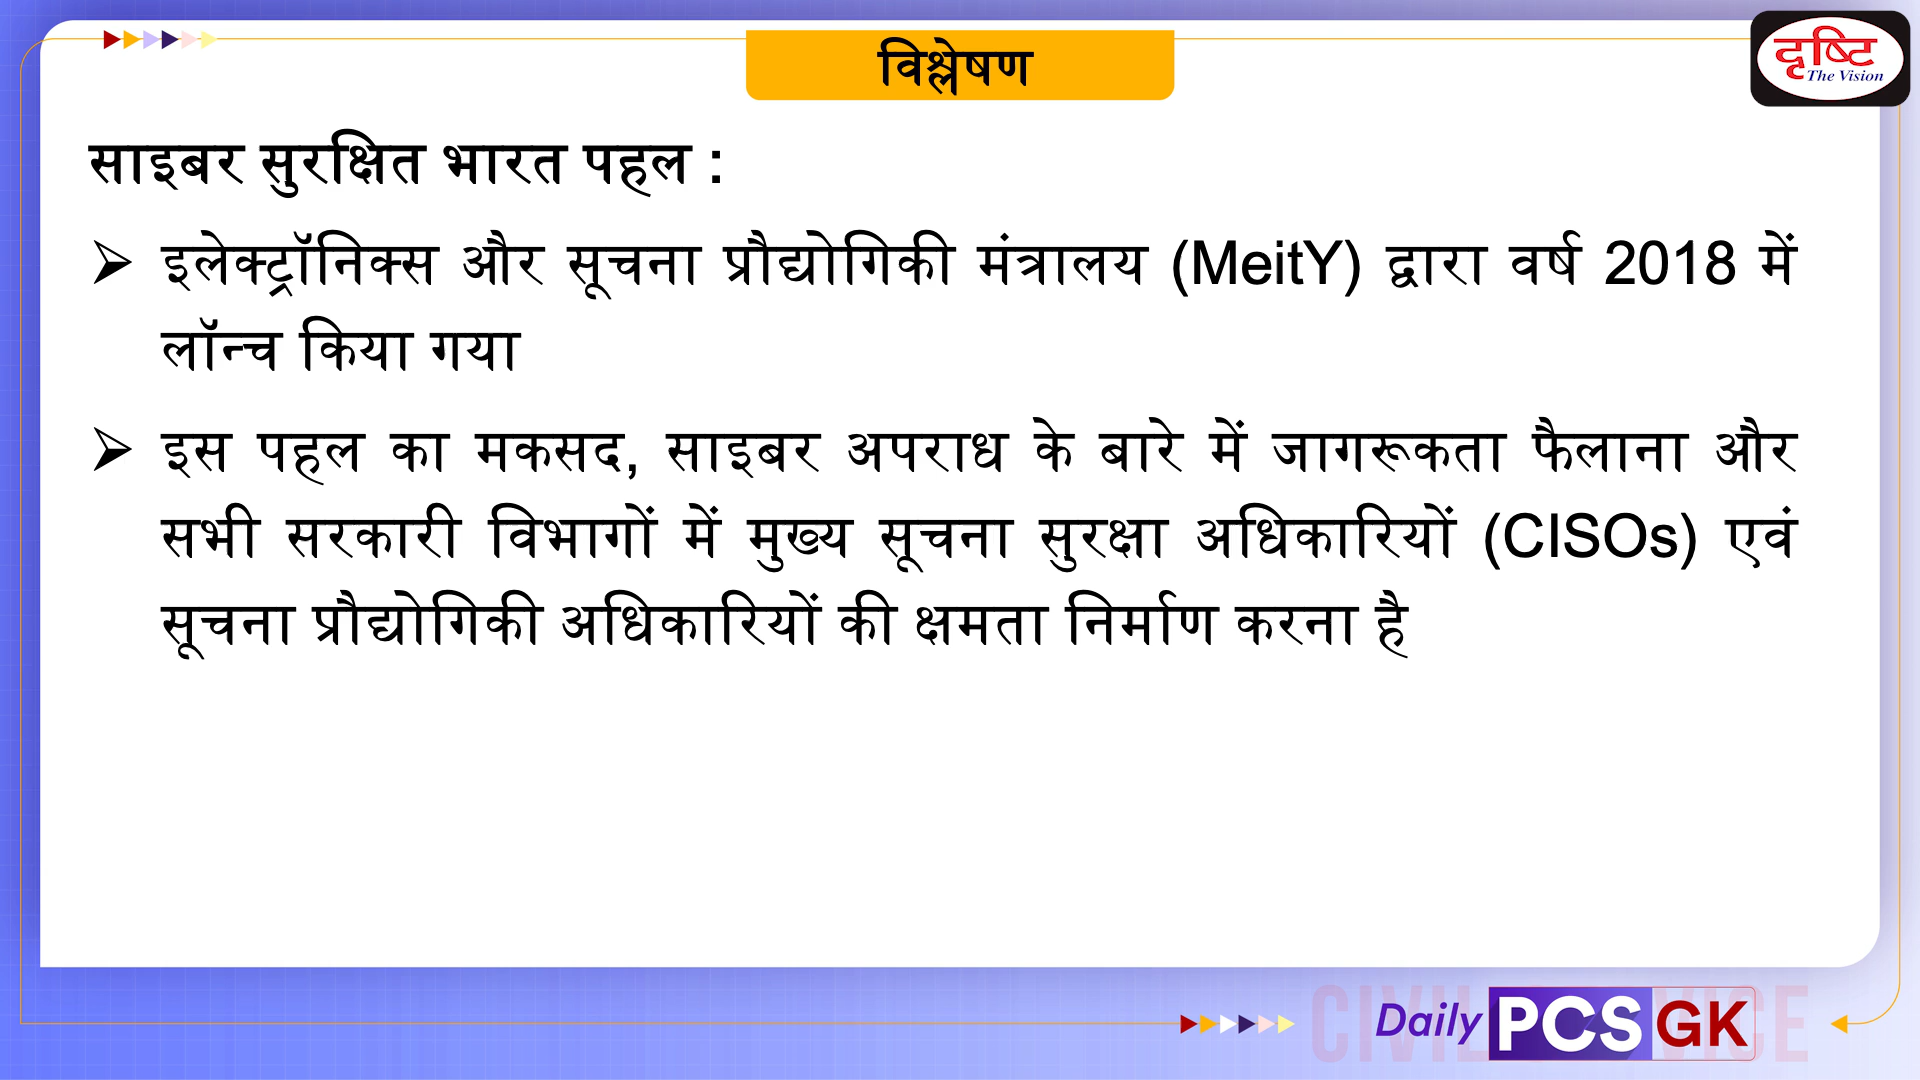 विश्लेषण
दृष्टि
The Vision
साइबर सुरक्षित भारत पहल :
➢ इलेक्ट्रॉनिक्स और सूचना प्रौद्योगिकी मंत्रालय (MeitY) द्वारा वर्ष 2018 में
लॉन्च किया गया
➢ इस पहल का मकसद, साइबर अपराध के बारे में जागरूकता फैलाना और
सभी सरकारी विभागों में मुख्य सूचना सुरक्षा अधिकारियों (CISOs) एवं
सूचना प्रौद्योगिकी अधिकारियों की क्षमता निर्माण करना है
Daily PCS GK